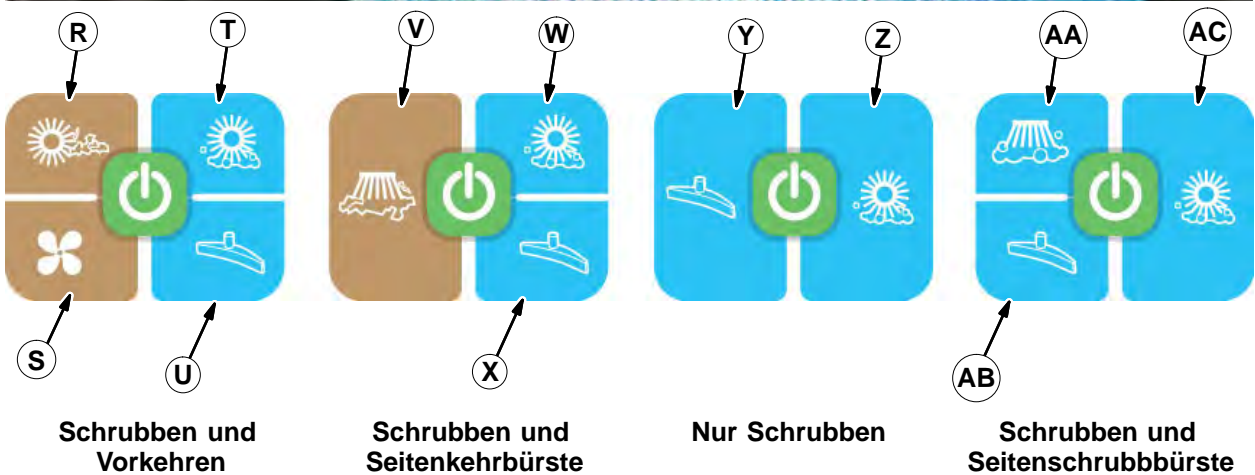 R
T
V
W
Y
Z
AA
AC
S
U
X
AB
Schrubben und
Vorkehren
Schrubben und
Seitenkehrbürste
Nur Schrubben
Schrubben und
Seitenschrubbbürste